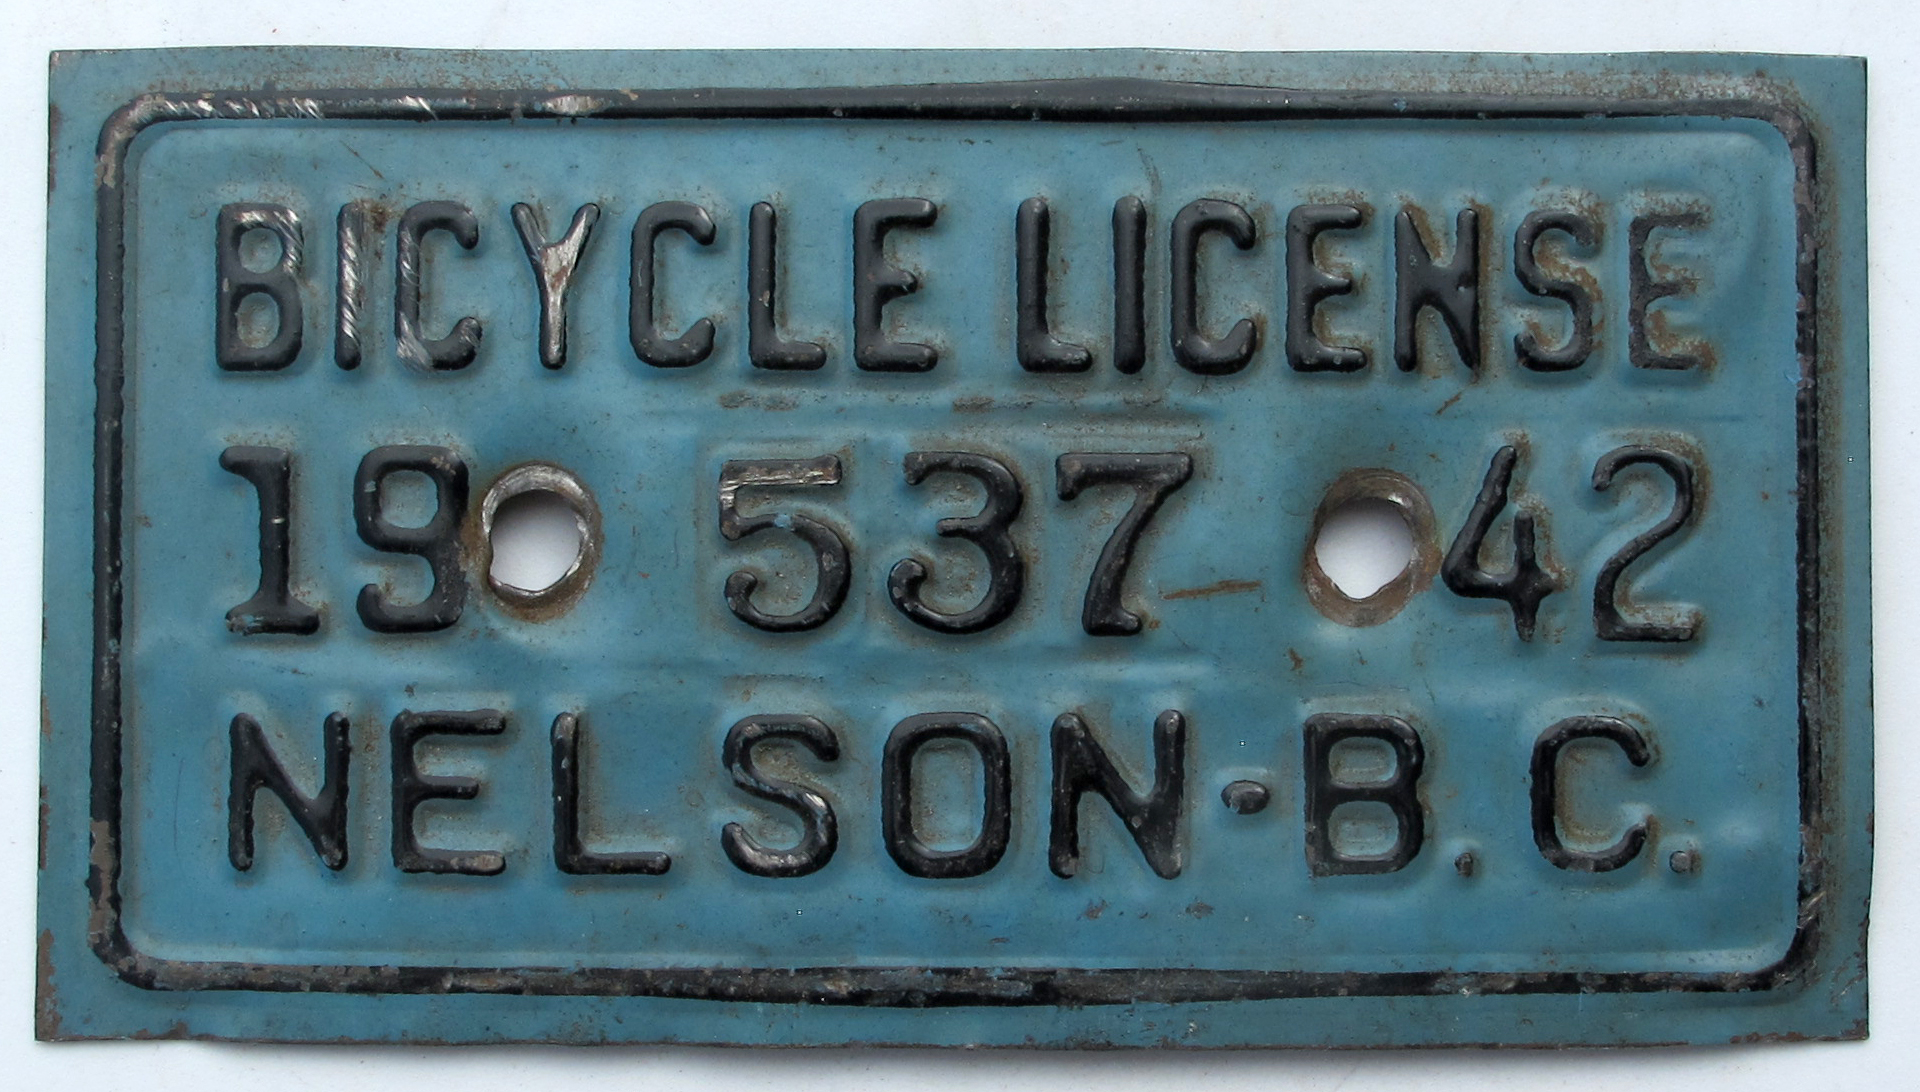 BICYCLE LICENSE
19 537 42
NELSON-B.C.